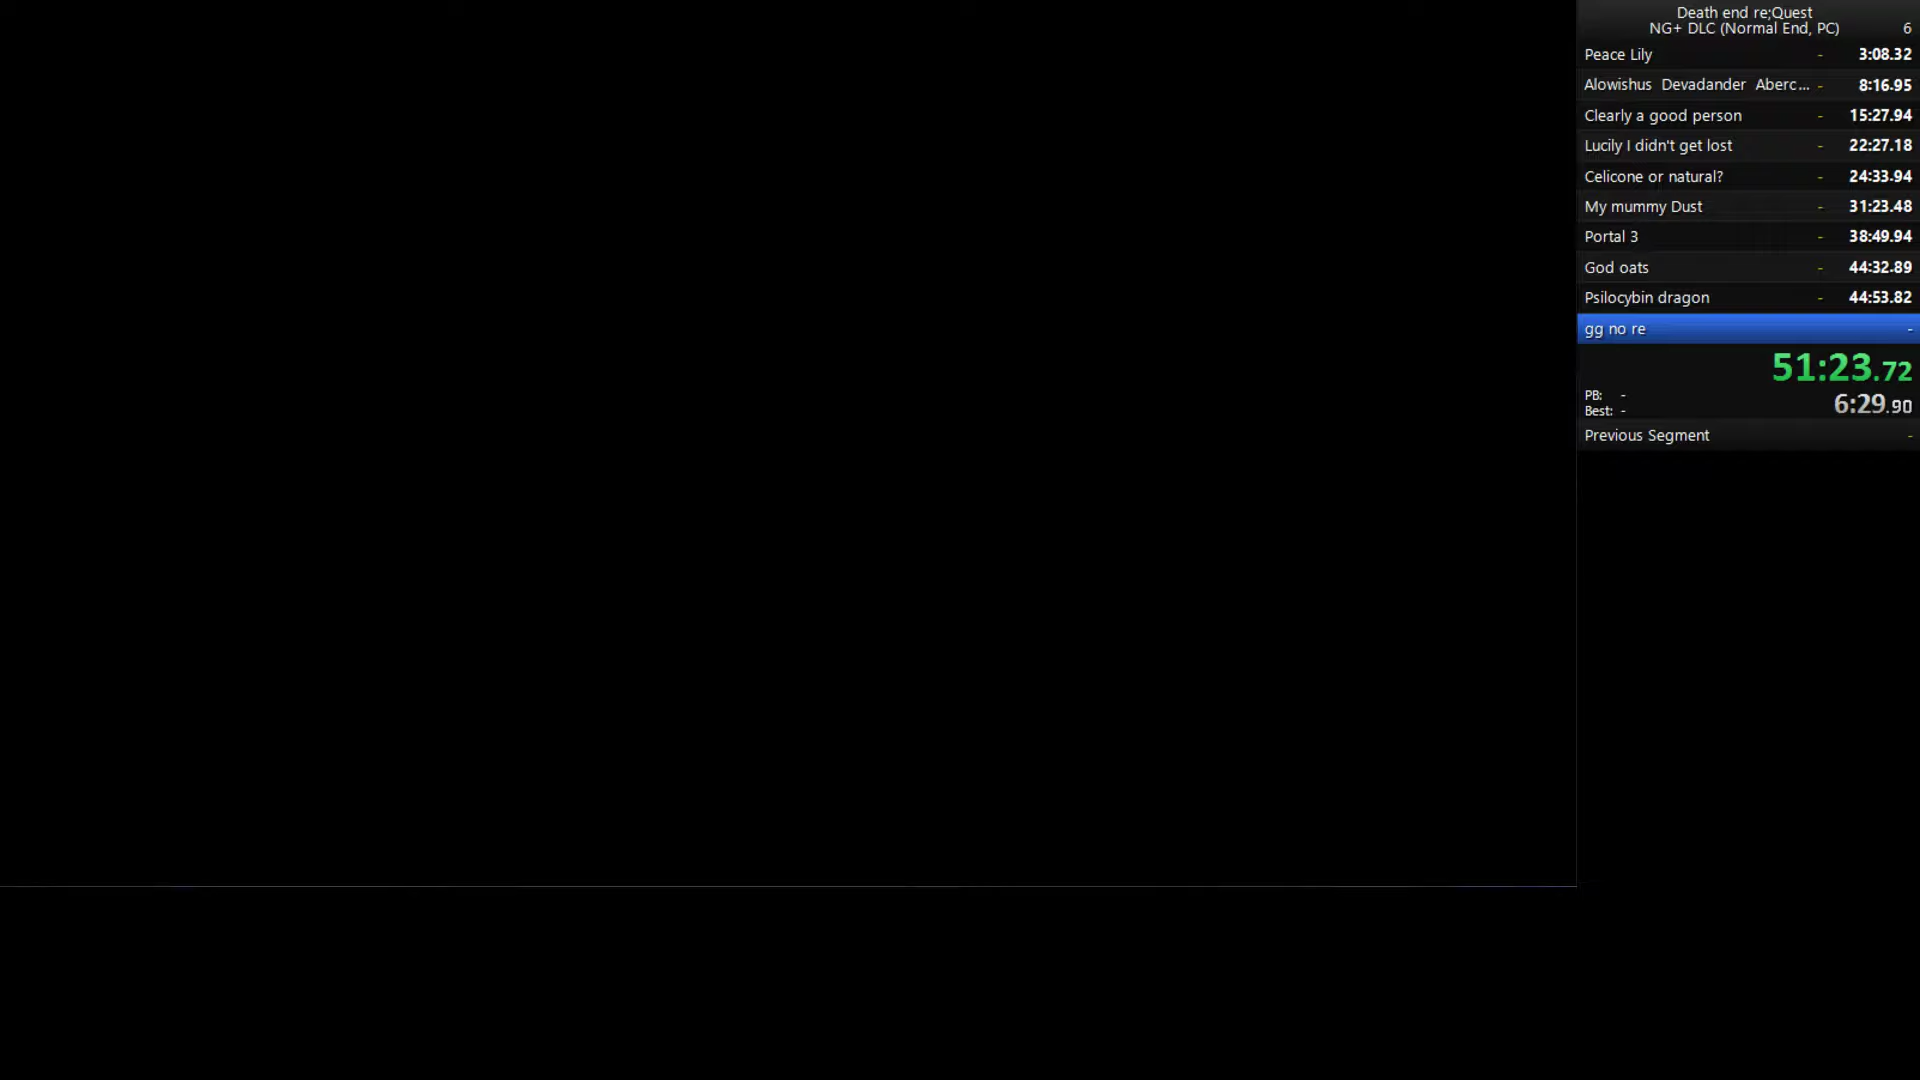 Death end re;Quest
NG+ DLC (Normal End, PC) 6
Peace Lily - 3:08.32
Alowishus Devadander Aberc... - 8:16.95
Clearly a good person - 15:27.94
Lucily I didn't get lost - 22:27.18
Celicone or natural? - 24:33.94
My mummy Dust - 31:23.48
Portal 3 - 38:49.94
God oats - 44:32.89
Psilocybin dragon - 44:53.82
gg no re -
51:23.72
PB: -
Best: - 6:29.90
Previous Segment -